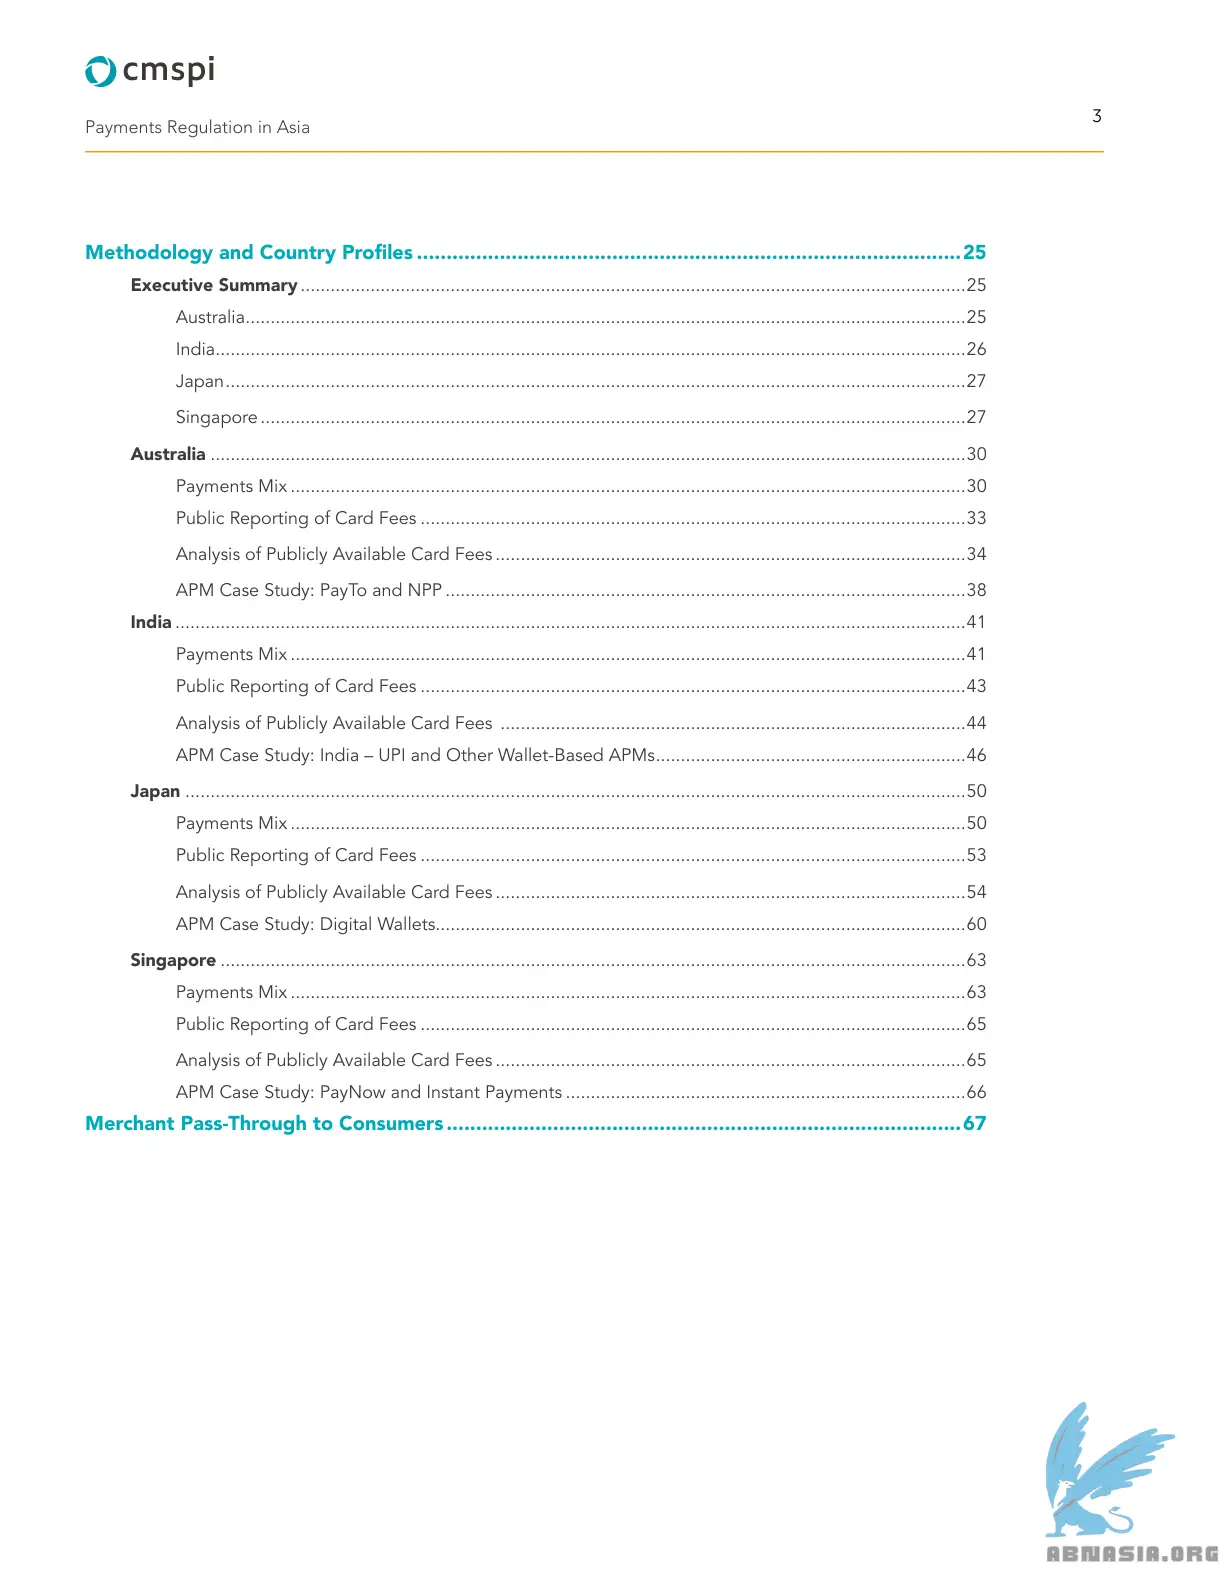 cmspi
Payments Regulation in Asia
3
Methodology and Country Profiles ............................................................................................25
Executive Summary .....................................................................................................................................25
Australia................................................................................................................................................25
India......................................................................................................................................................26
Japan....................................................................................................................................................27
Singapore .............................................................................................................................................27
Australia .......................................................................................................................................................30
Payments Mix .......................................................................................................................................30
Public Reporting of Card Fees .............................................................................................................33
Analysis of Publicly Available Card Fees ..............................................................................................34
APM Case Study: PayTo and NPP ........................................................................................................38
India ..............................................................................................................................................................41
Payments Mix .......................................................................................................................................41
Public Reporting of Card Fees .............................................................................................................43
Analysis of Publicly Available Card Fees .............................................................................................44
APM Case Study: India – UPI and Other Wallet-Based APMs..............................................................46
Japan ............................................................................................................................................................50
Payments Mix .......................................................................................................................................50
Public Reporting of Card Fees .............................................................................................................53
Analysis of Publicly Available Card Fees ..............................................................................................54
APM Case Study: Digital Wallets..........................................................................................................60
Singapore .....................................................................................................................................................63
Payments Mix .......................................................................................................................................63
Public Reporting of Card Fees .............................................................................................................65
Analysis of Publicly Available Card Fees ..............................................................................................65
APM Case Study: PayNow and Instant Payments ................................................................................66
Merchant Pass-Through to Consumers .......................................................................................67
ABNASIA.ORG